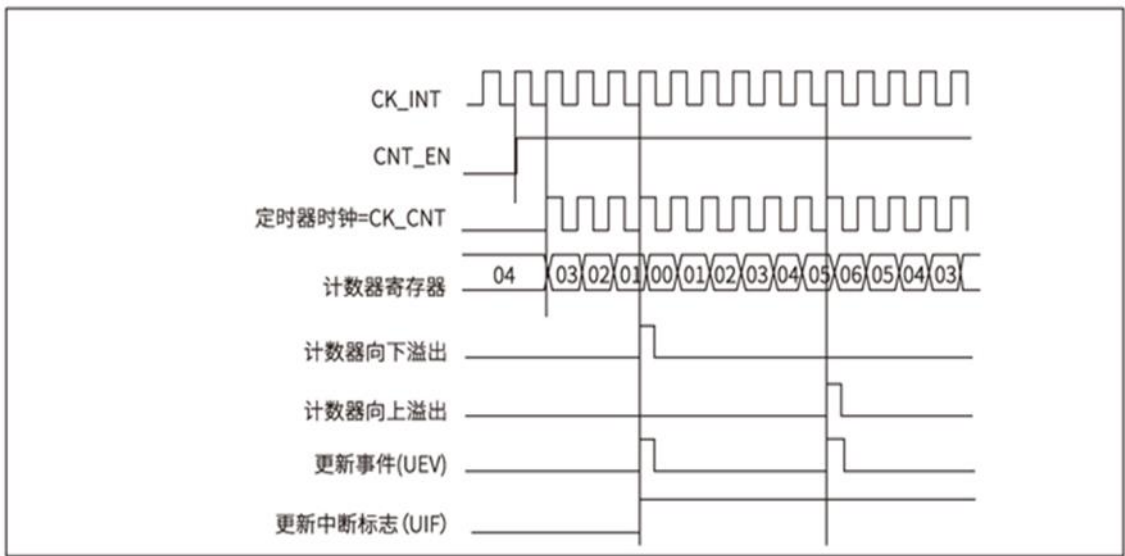 CK_INT
CNT_EN
定时器时钟=CK_CNT
计数器寄存器 04 03 02 01 00 01 02 03 04 05 06 05 04 03
计数器向下溢出
计数器向上溢出
更新事件(UEV)
更新中断标志(UIF)